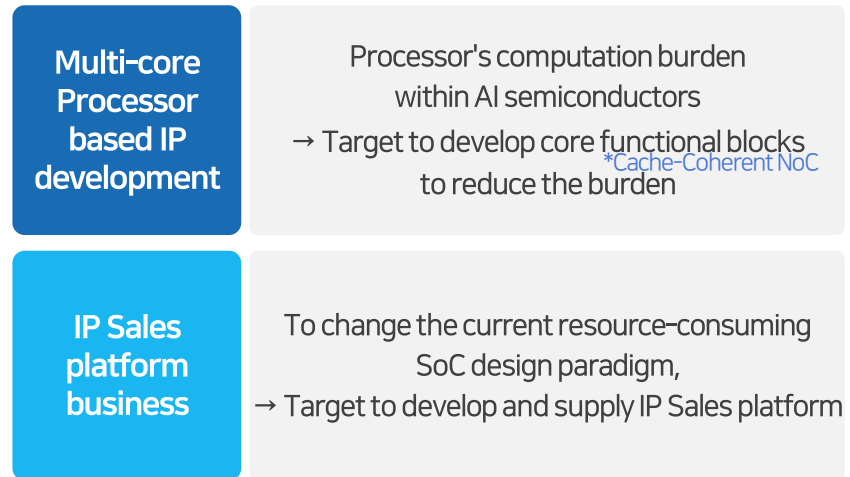 Multi-core
Processor
based IP
development
Processor's computation burden
within AI semiconductors
→ Target to develop core functional blocks
*Cache-Coherent NoC
to reduce the burden
IP Sales
platform
business
To change the current resource-consuming
SoC design paradigm,
→ Target to develop and supply IP Sales platform